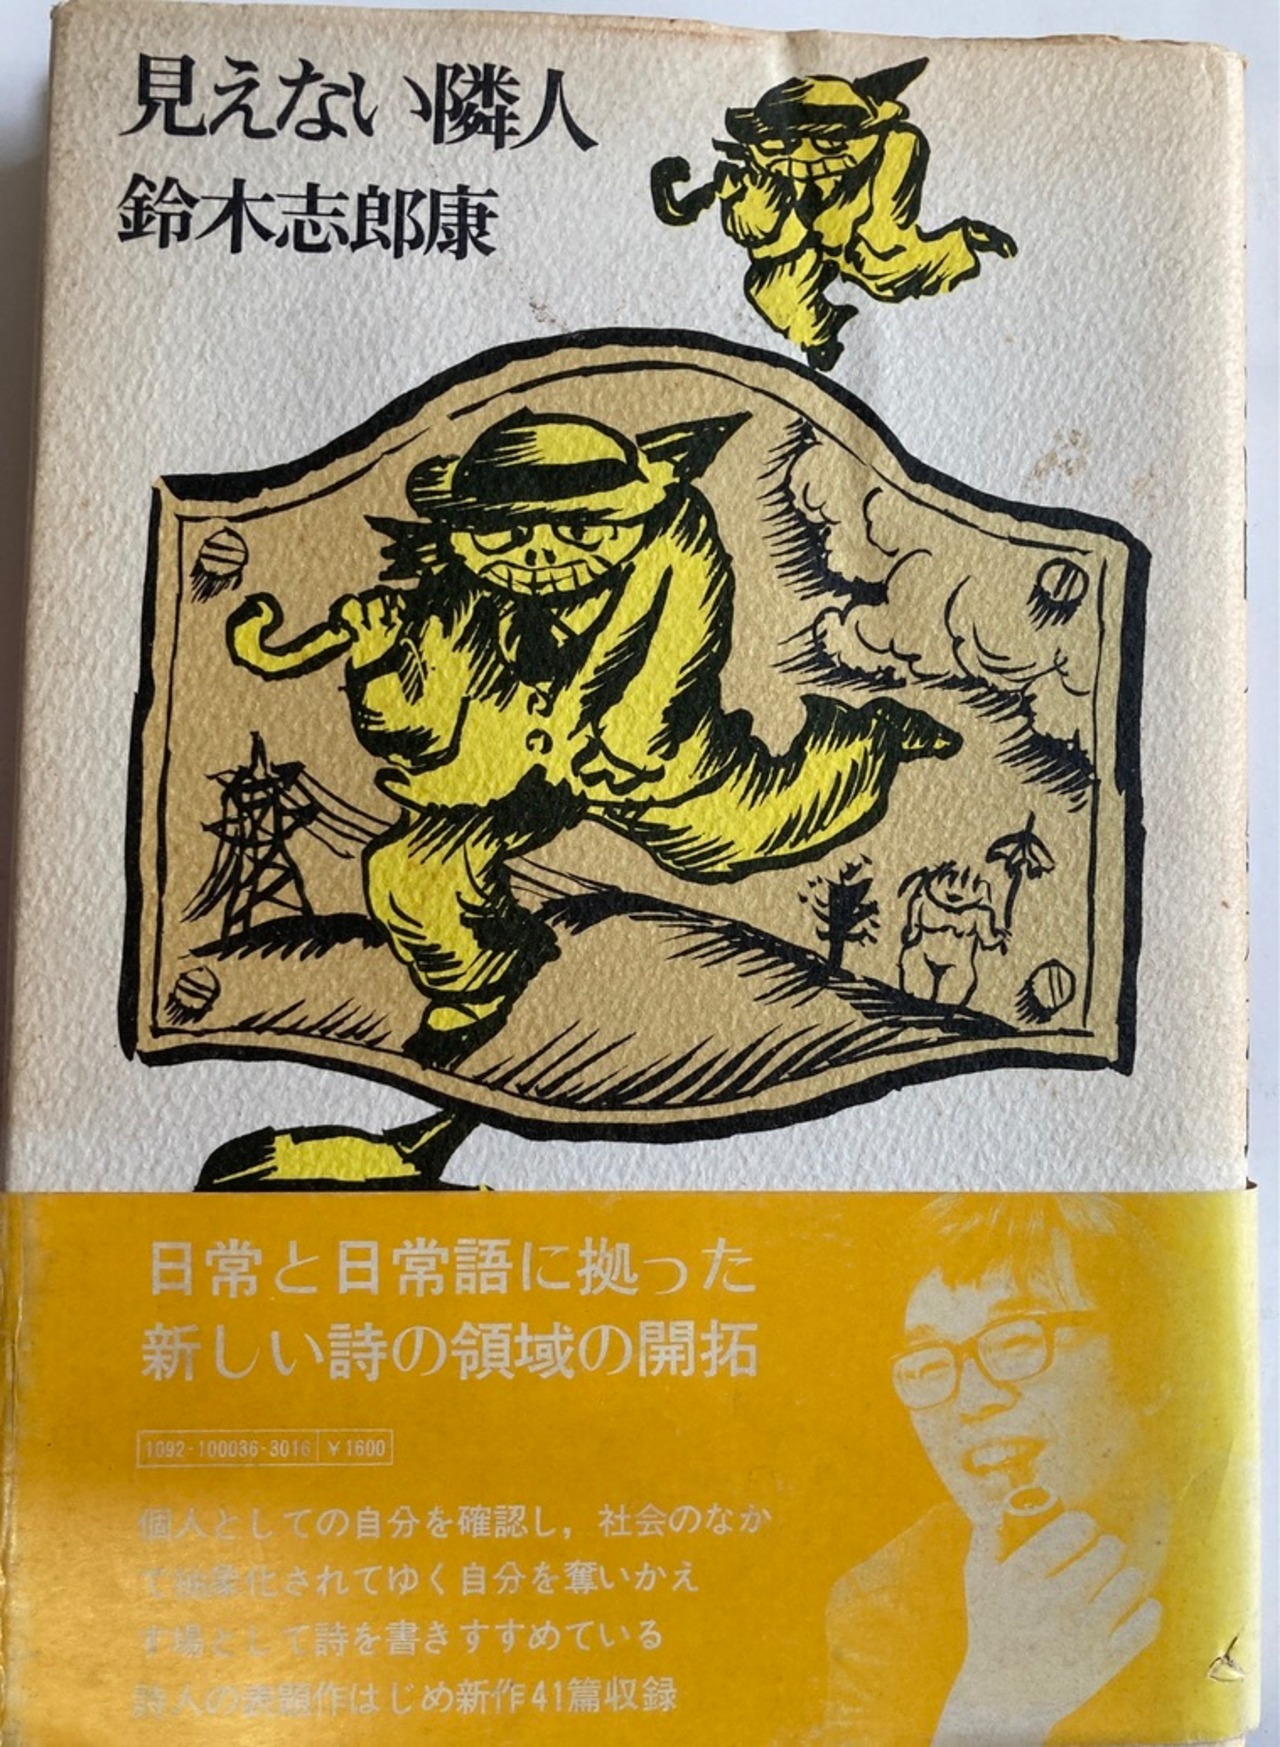 見えない隣人
鈴木志郎康
日常と日常語に拠った
新しい詩の領域の開拓
1092-100036-3016 ¥1600
個人としての自分を確認し，社会のなか
で抽象化されてゆく自分を奪いかえ
す場として詩を書きすすめている
詩人の表題作はじめ新作41篇収録